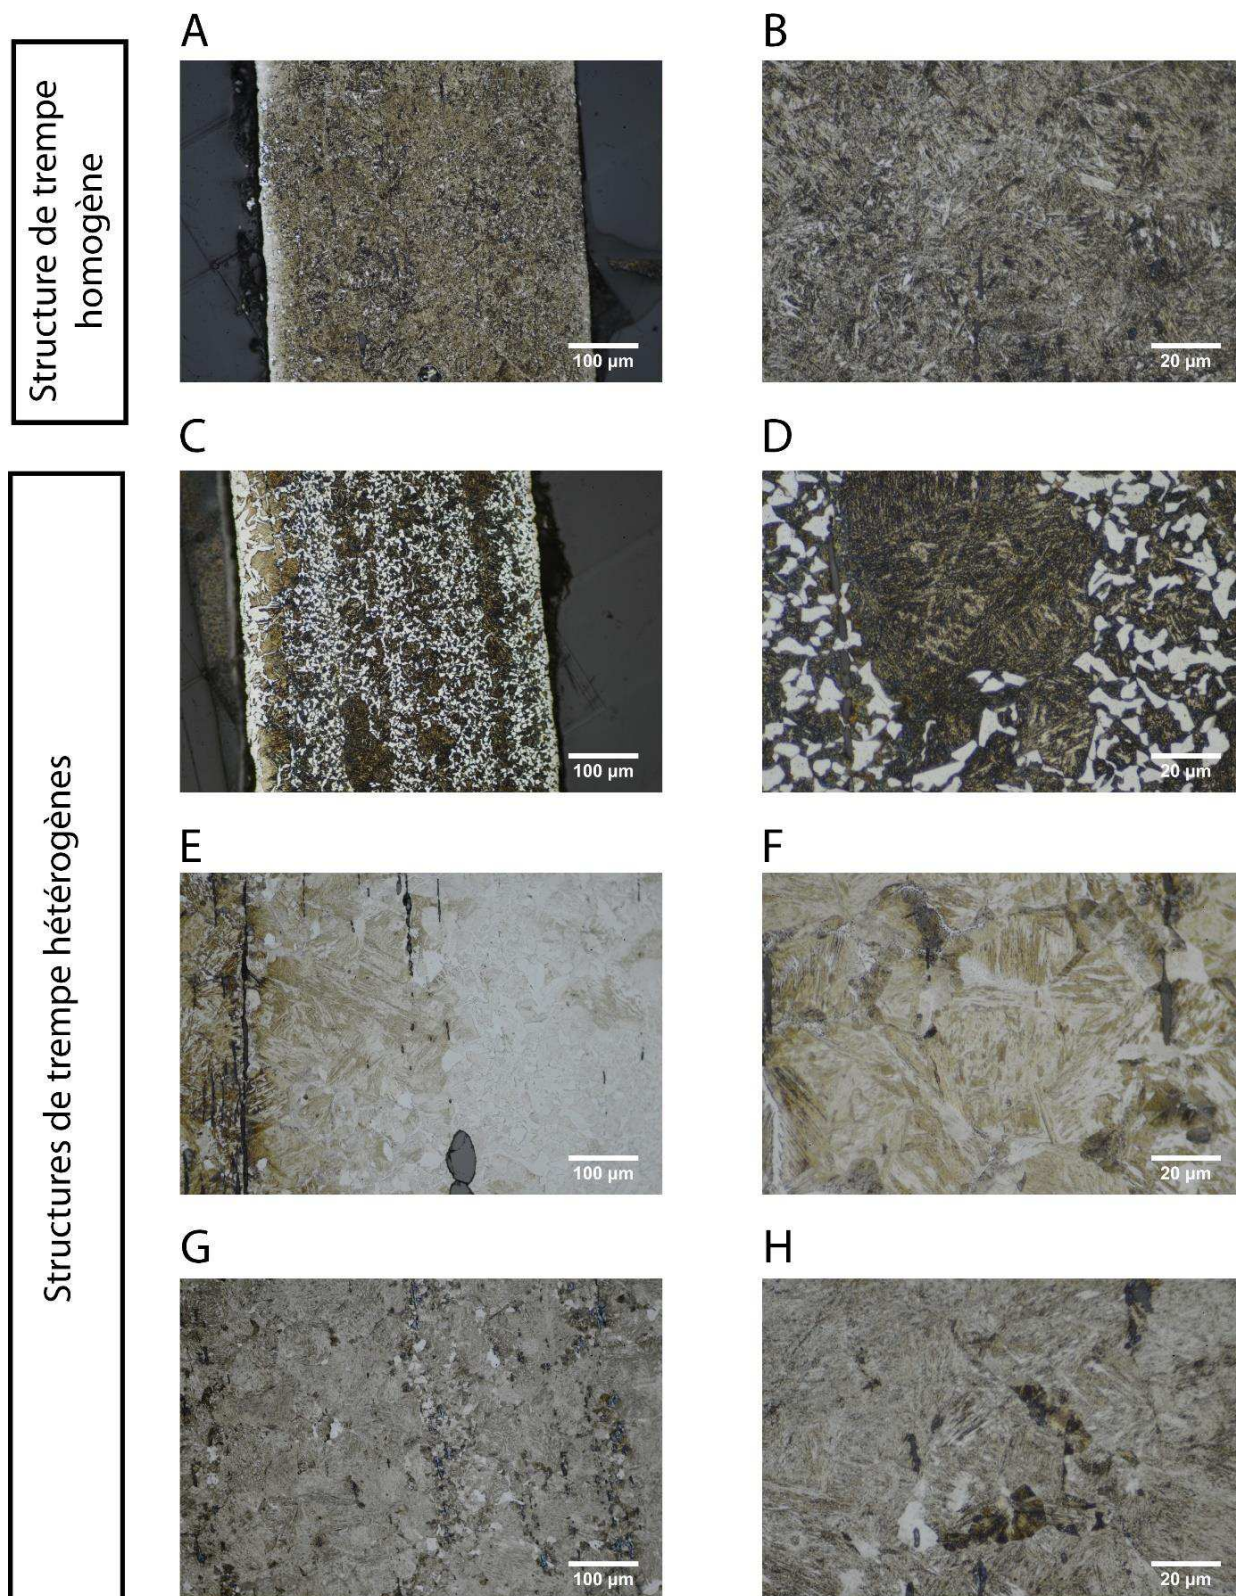 A
B
Structure de trempe
homogène
100 µm
20 µm
C
D
100 µm
20 µm
Structures de trempe hétérogènes
E
F
100 µm
20 µm
G
H
100 µm
20 µm